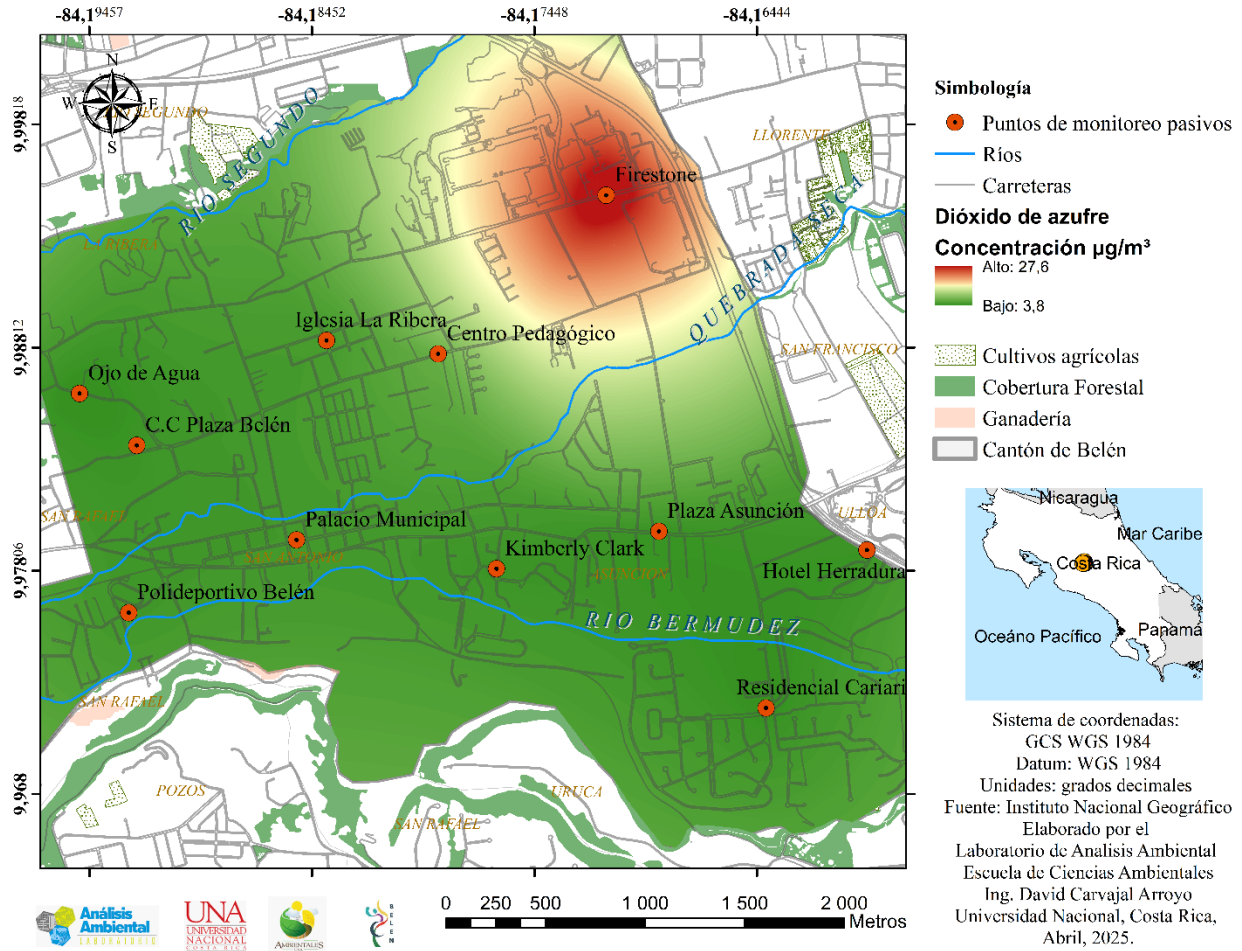 -84,19457
-84,18452
-84,17448
-84,16444
9,99818
9,98812
9,97806
9,968
N
W
E
S
RIO SEGUNDO
LLORENTE
Firestone
LA RIBERA
QUEBRADA SECA
Iglesia La Ribera
Centro Pedagógico
SAN FRANCISCO
Ojo de Agua
C.C Plaza Belén
SAN RAFAEL
Palacio Municipal
Plaza Asunción
ULLOA
SAN ANTONIO
Kimberly Clark
ASUNCION
Hotel Herradura
Polideportivo Belén
RIO BERMUDEZ
SAN RAFAEL
Residencial Cariari
POZOS
URUCA
SAN RAFAEL
Simbología
Puntos de monitoreo pasivos
Ríos
Carreteras
Dióxido de azufre
Concentración µg/m³
Alto: 27,6
Bajo: 3,8
Cultivos agrícolas
Cobertura Forestal
Ganadería
Cantón de Belén
Nicaragua
Mar Caribe
Costa Rica
Océano Pacífico
Panamá
Sistema de coordenadas:
GCS WGS 1984
Datum: WGS 1984
Unidades: grados decimales
Fuente: Instituto Nacional Geográfico
Elaborado por el
Laboratorio de Analisis Ambiental
Escuela de Ciencias Ambientales
Ing. David Carvajal Arroyo
Universidad Nacional, Costa Rica,
Abril, 2025.
Análisis
Ambiental
LABORATORIO
UNA
UNIVERSIDAD
NACIONAL
COSTA RICA
AMBIENTALES
BELEN
0 250 500 1 000 1 500 2 000
Metros